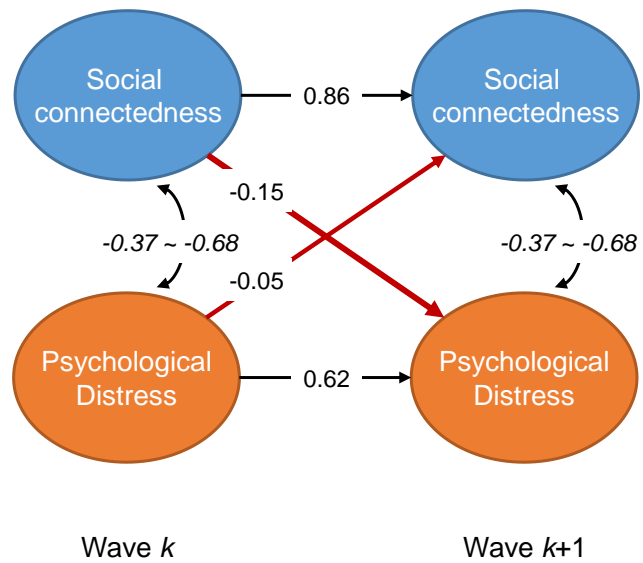 Social
connectedness
0.86
Social
connectedness
-0.15
-0.37 ~ -0.68
-0.37 ~ -0.68
-0.05
Psychological
Distress
0.62
Psychological
Distress
Wave k
Wave k+1